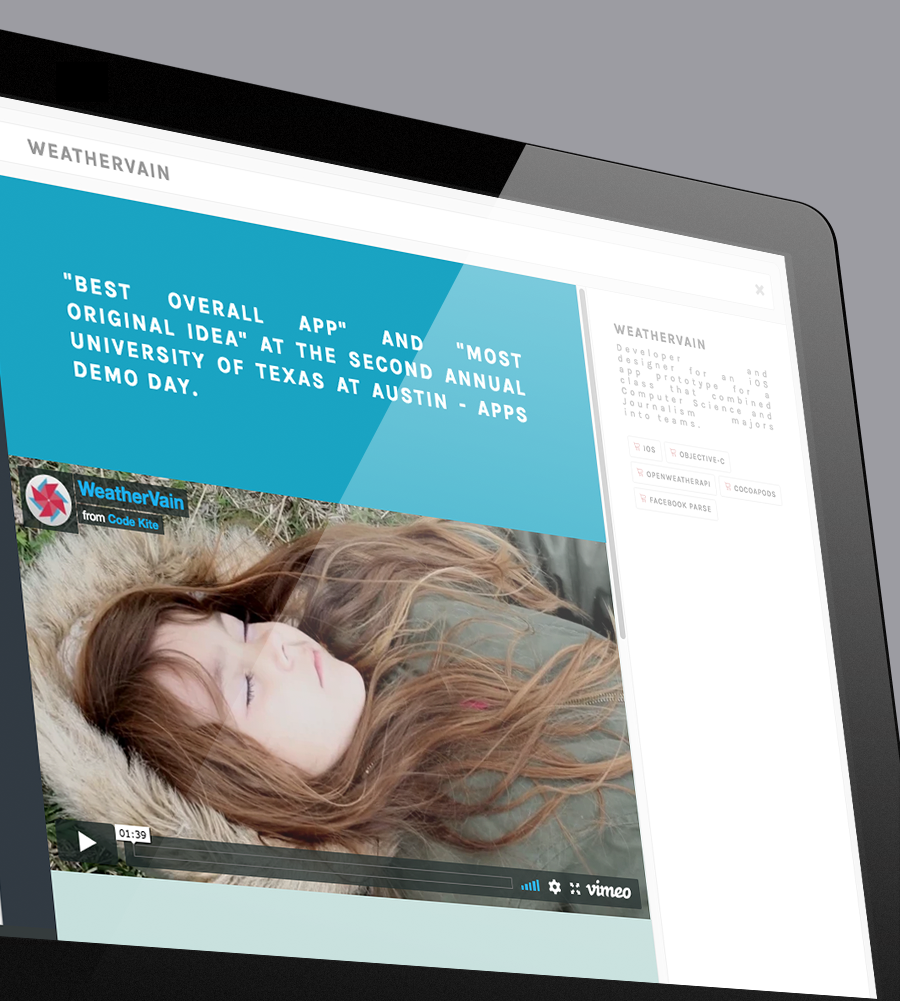 WEATHERVAIN
"BEST OVERALL APP" AND "MOST
ORIGINAL IDEA" AT THE SECOND ANNUAL
UNIVERSITY OF TEXAS AT AUSTIN - APPS
DEMO DAY.
WeatherVain
from Code Kite
01:39
vimeo
WEATHERVAIN
Developer and
designer for an iOS
app prototype for a
class that combined
Computer Science and
Journalism majors
into teams.
IOS
OBJECTIVE-C
OPENWEATHERAPI
COCOAPODS
FACEBOOK PARSE